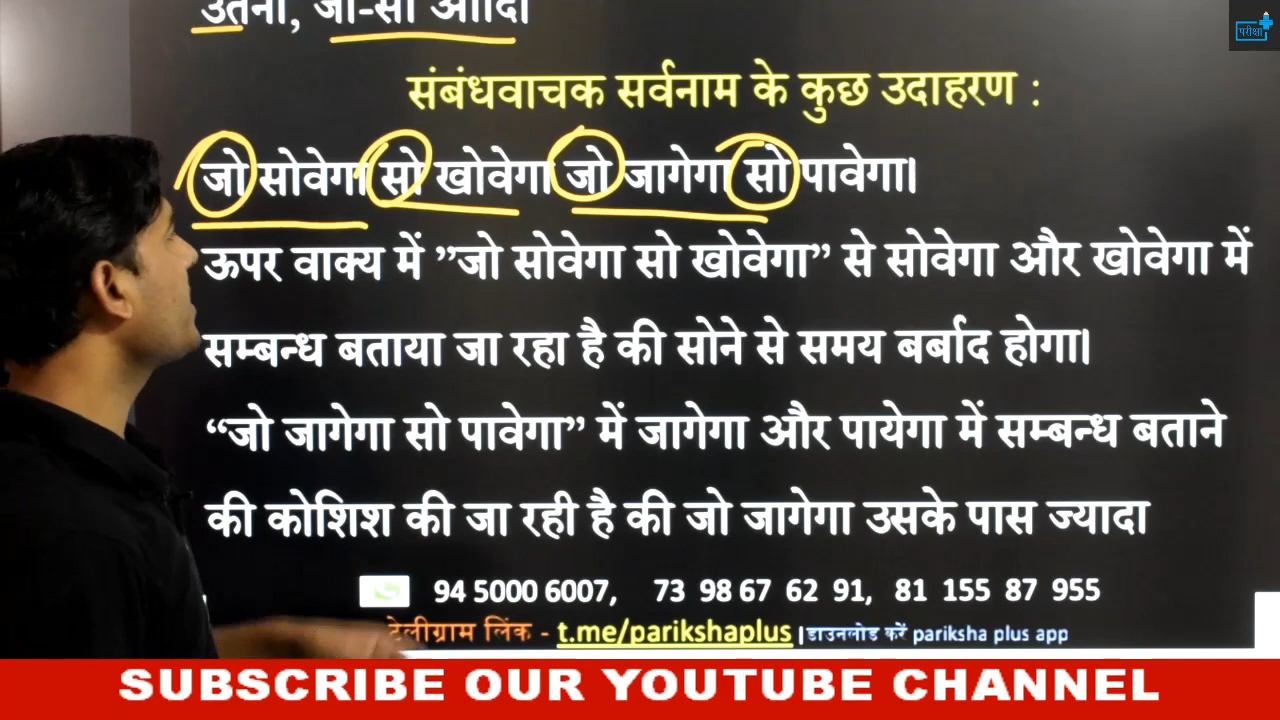 परीक्षा
उतना, जो-सो आदि।
संबंधवाचक सर्वनाम के कुछ उदाहरण :
जो सोवेगा सो खोवेगा जो जागेगा सो पावेगा।
ऊपर वाक्य में ”जो सोवेगा सो खोवेगा” से सोवेगा और खोवेगा में
सम्बन्ध बताया जा रहा है की सोने से समय बर्बाद होगा।
“जो जागेगा सो पावेगा” में जागेगा और पायेगा में सम्बन्ध बताने
की कोशिश की जा रही है की जो जागेगा उसके पास ज्यादा
94 5000 6007, 73 98 67 62 91, 81 155 87 955
टेलीग्राम लिंक - t.me/parikshaplus |डाउनलोड करें pariksha plus app
SUBSCRIBE OUR YOUTUBE CHANNEL